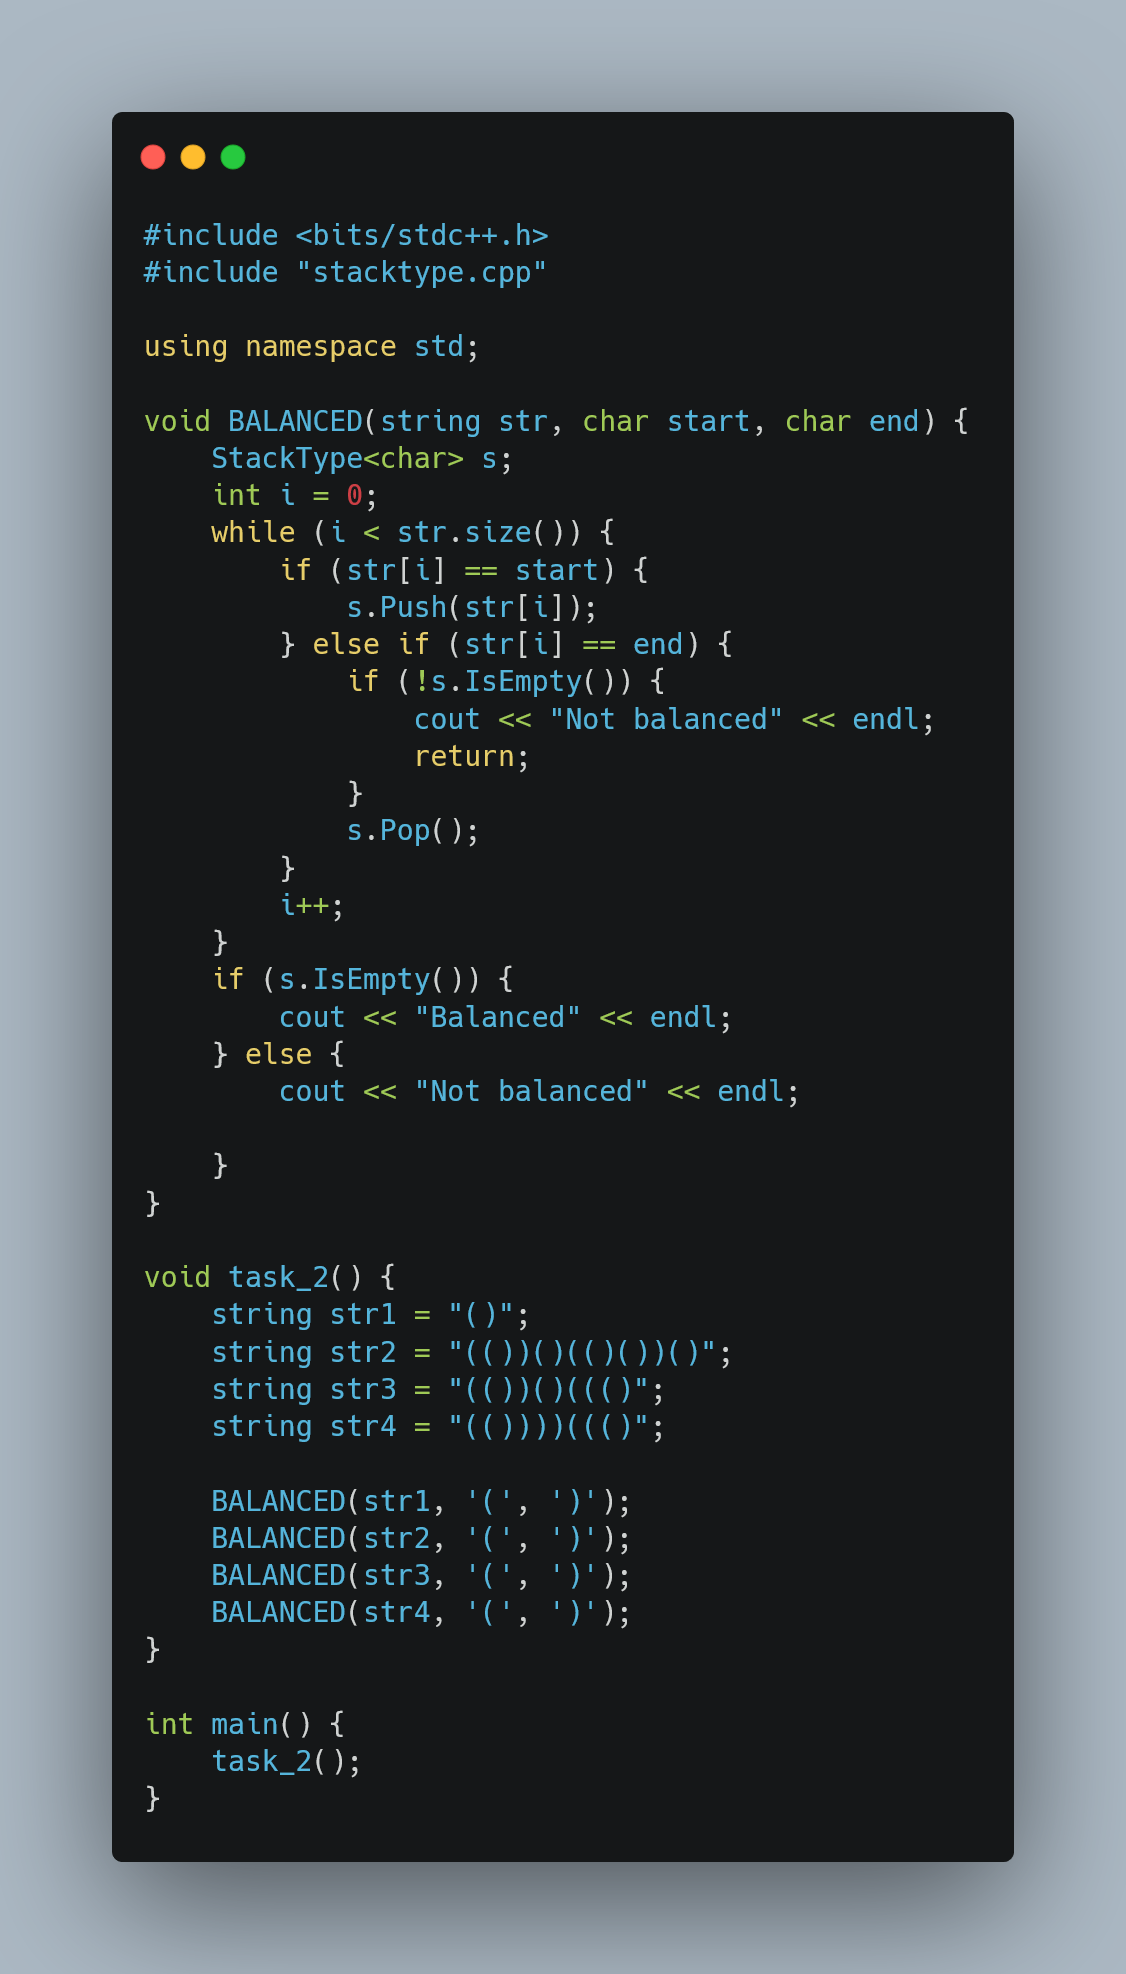 #include <bits/stdc++.h>
#include "stacktype.cpp"

using namespace std;

void BALANCED(string str, char start, char end) {
    StackType<char> s;
    int i = 0;
    while (i < str.size()) {
        if (str[i] == start) {
            s.Push(str[i]);
        } else if (str[i] == end) {
            if (!s.IsEmpty()) {
                cout << "Not balanced" << endl;
                return;
            }
            s.Pop();
        }
        i++;
    }
    if (s.IsEmpty()) {
        cout << "Balanced" << endl;
    } else {
        cout << "Not balanced" << endl;

    }
}

void task_2() {
    string str1 = "()";
    string str2 = "(())()(()())()";
    string str3 = "(())()((()";
    string str4 = "(())))((()";

    BALANCED(str1, '(', ')');
    BALANCED(str2, '(', ')');
    BALANCED(str3, '(', ')');
    BALANCED(str4, '(', ')');
}

int main() {
    task_2();
}